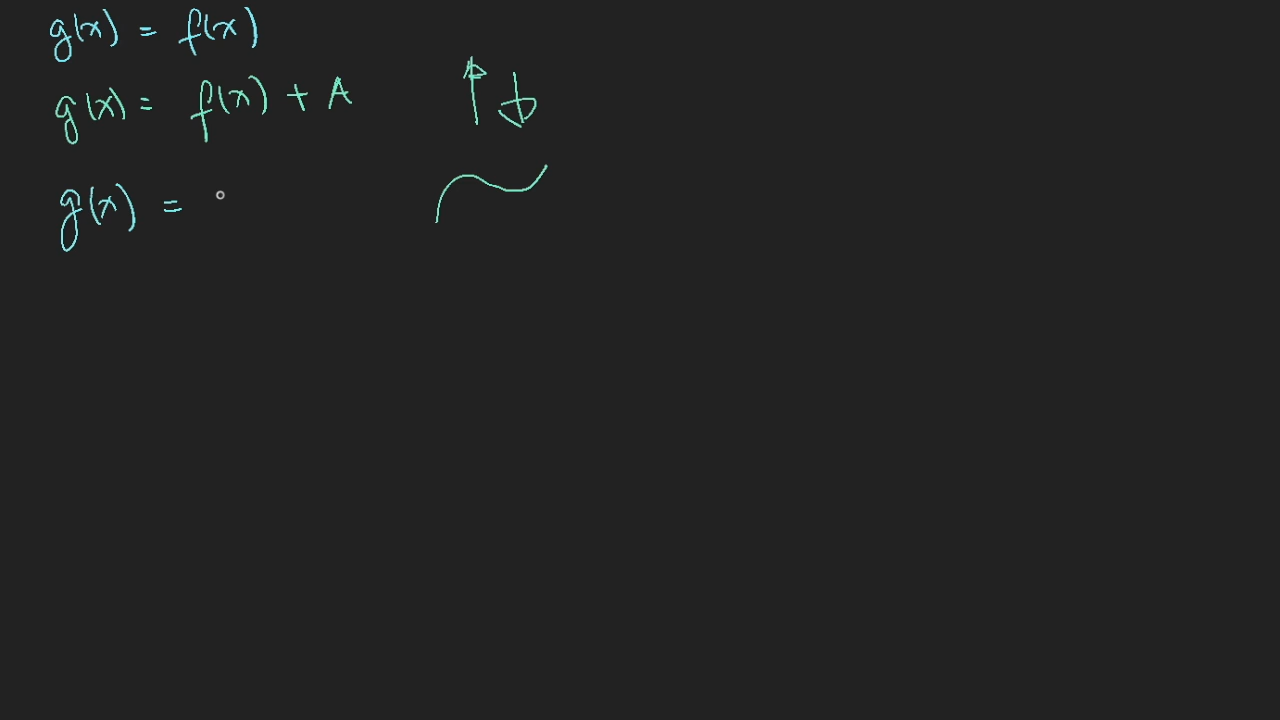 g(x) = f(x)
g(x) = f(x) + A
g(x) =